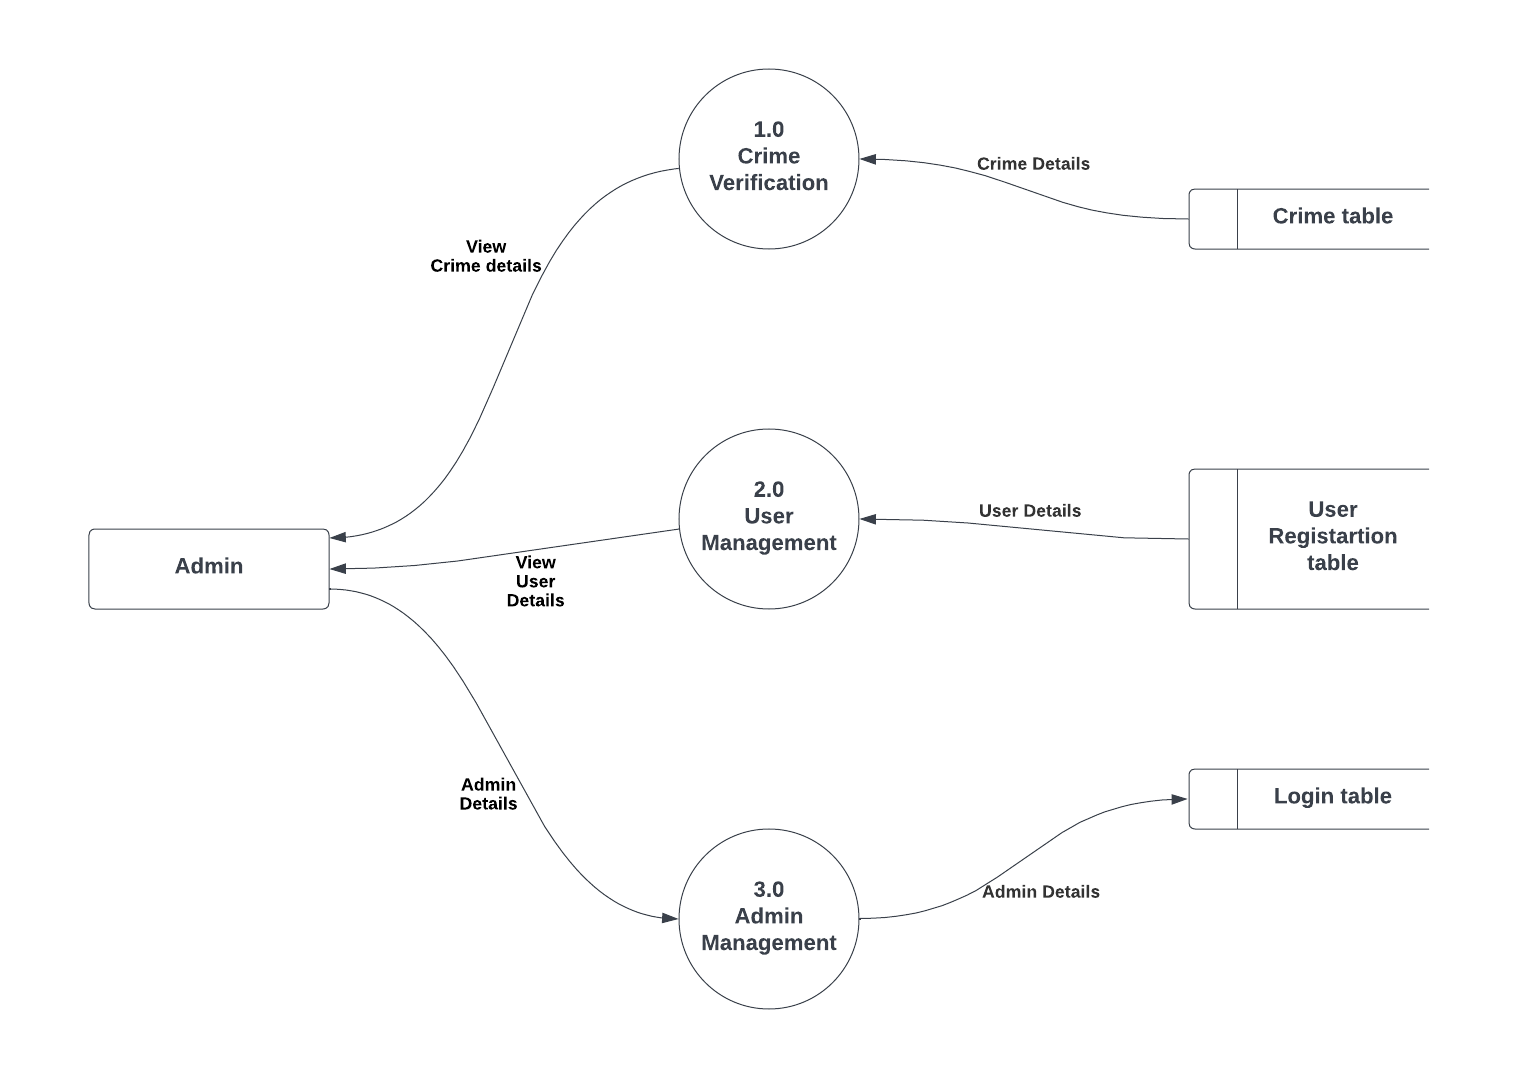 1.0
Crime
Verification
Crime Details
Crime table
View
Crime details
2.0
User
Management
User Details
User
Registartion
table
Admin
View
User
Details
Admin
Details
Login table
3.0
Admin
Management
Admin Details